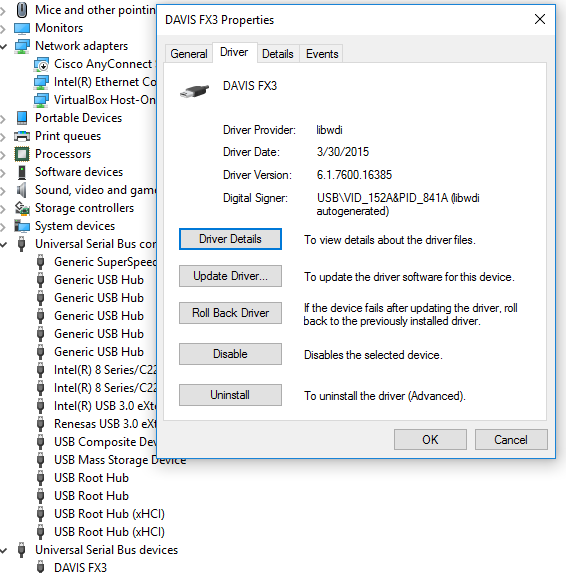 Mice and other pointin
Monitors
Network adapters
Cisco AnyConnect
Intel(R) Ethernet Co
VirtualBox Host-On
Portable Devices
Print queues
Processors
Software devices
Sound, video and game
Storage controllers
System devices
Universal Serial Bus con
Generic SuperSpeed
Generic USB Hub
Generic USB Hub
Generic USB Hub
Generic USB Hub
Generic USB Hub
Intel(R) 8 Series/C22
Intel(R) 8 Series/C22
Intel(R) USB 3.0 eXte
Renesas USB 3.0 eXt
USB Composite Dev
USB Mass Storage Device
USB Root Hub
USB Root Hub
USB Root Hub (xHCI)
USB Root Hub (xHCI)
Universal Serial Bus devices
DAVIS FX3
DAVIS FX3 Properties
General Driver Details Events
DAVIS FX3
Driver Provider: libwdi
Driver Date: 3/30/2015
Driver Version: 6.1.7600.16385
Digital Signer: USB\VID_152A&PID_841A (libwdi
autogenerated)
Driver Details To view details about the driver files.
Update Driver... To update the driver software for this device.
Roll Back Driver If the device fails after updating the driver, roll
back to the previously installed driver.
Disable Disables the selected device.
Uninstall To uninstall the driver (Advanced).
OK Cancel